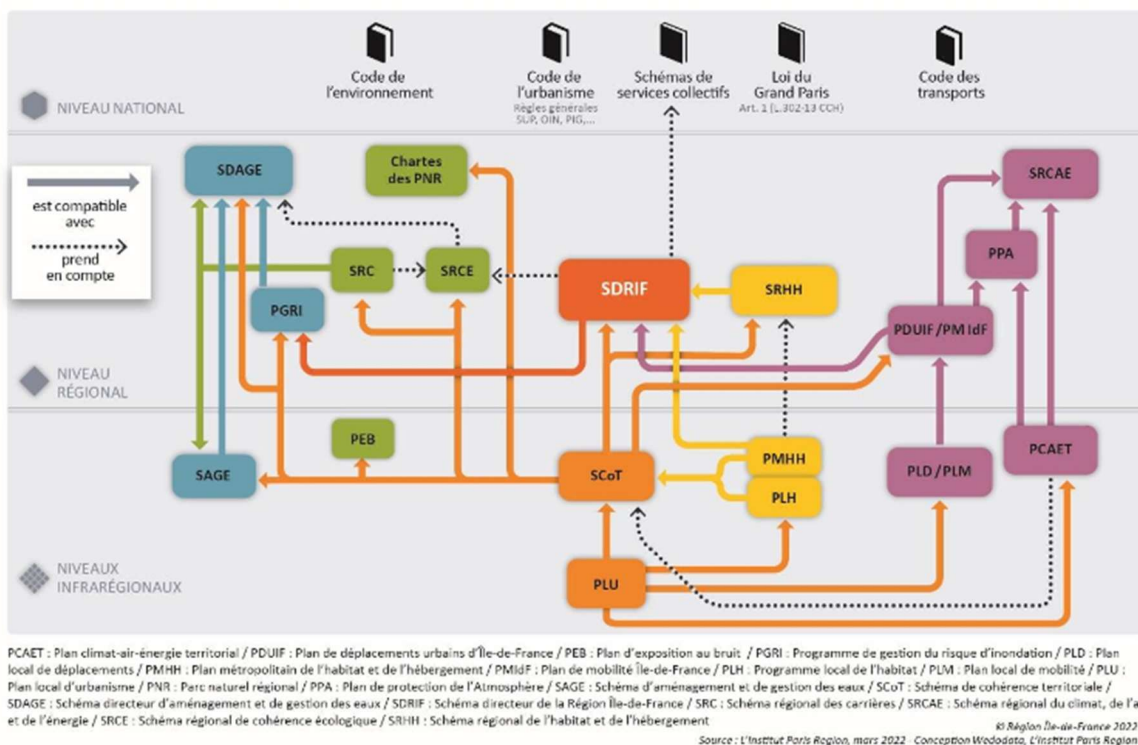 Code de
l'environnement
Code de
l'urbanisme
Règles générales
SUP, OIN, PIG,...
Schémas de
services collectifs
Loi du
Grand Paris
Art. 1 (L.302-13 CCH)
Code des
transports
NIVEAU NATIONAL
est compatible
avec
prend
en compte
SDAGE
Chartes
des PNR
SRCAE
PPA
SRC
SRCE
SDRIF
SRHH
PGRI
PDUIF/PM IdF
NIVEAU
RÉGIONAL
PEB
SAGE
SCoT
PMHH
PLH
PLD / PLM
PCAET
PLU
NIVEAUX
INFRARÉGIONAUX
PCAET : Plan climat-air-énergie territorial / PDUIF : Plan de déplacements urbains d'Île-de-France / PEB : Plan d'exposition au bruit / PGRI : Programme de gestion du risque d'inondation / PLD : Plan
local de déplacements / PMHH : Plan métropolitain de l'habitat et de l'hébergement / PMIdF : Plan de mobilité Île-de-France / PLH : Programme local de l'habitat / PLM : Plan local de mobilité / PLU :
Plan local d'urbanisme / PNR : Parc naturel régional / PPA : Plan de protection de l'Atmosphère / SAGE : Schéma d'aménagement et de gestion des eaux / SCoT : Schéma de cohérence territoriale /
SDAGE : Schéma directeur d'aménagement et de gestion des eaux / SDRIF : Schéma directeur de la Région Île-de-France / SRC : Schéma régional des carrières / SRCAE : Schéma régional du climat, de l'a
et de l'énergie / SRCE : Schéma régional de cohérence écologique / SRHH : Schéma régional de l'habitat et de l'hébergement
© Région Île-de-France 2022
Source : L'Institut Paris Region, mars 2022 - Conception Wedodata, L'Institut Paris Region